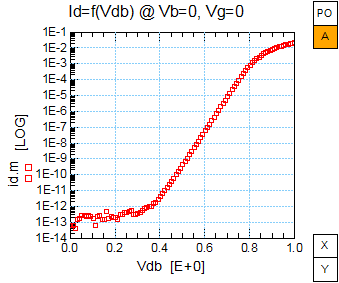 Id=f(Vdb) @ Vb=0, Vg=0
PO
A
1E-1
1E-2
1E-3
1E-4
1E-5
1E-6
1E-7
1E-8
1E-9
1E-10
1E-11
1E-12
1E-13
1E-14
id.m [LOG]
0.0 0.2 0.4 0.6 0.8 1.0
Vdb [E+0]
X
Y